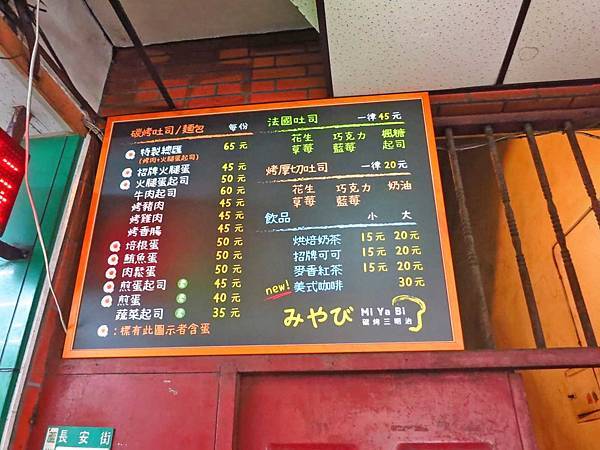 碳烤吐司/麵包 每份
特製總匯 65元
(烤肉+火腿蛋起司)
招牌火腿蛋 45元
火腿蛋起司 50元
牛肉起司 60元
烤豬肉 45元
烤雞肉 45元
烤香腸 45元
培根蛋 50元
鮪魚蛋 50元
肉鬆蛋 50元
煎蛋起司 45元
煎蛋 40元
蔬菜起司 35元
:標有此圖示者含蛋
法國吐司 一律45元
花生 巧克力 楓糖
草莓 藍莓 起司
烤厚切吐司 一律20元
花生 巧克力 奶油
草莓 藍莓
飲品 小 大
烘焙奶茶 15元 20元
招牌可可 15元 20元
麥香紅茶 15元 20元
new! 美式咖啡 30元
みやび Mi Ya Bi
碳烤三明治
長安街